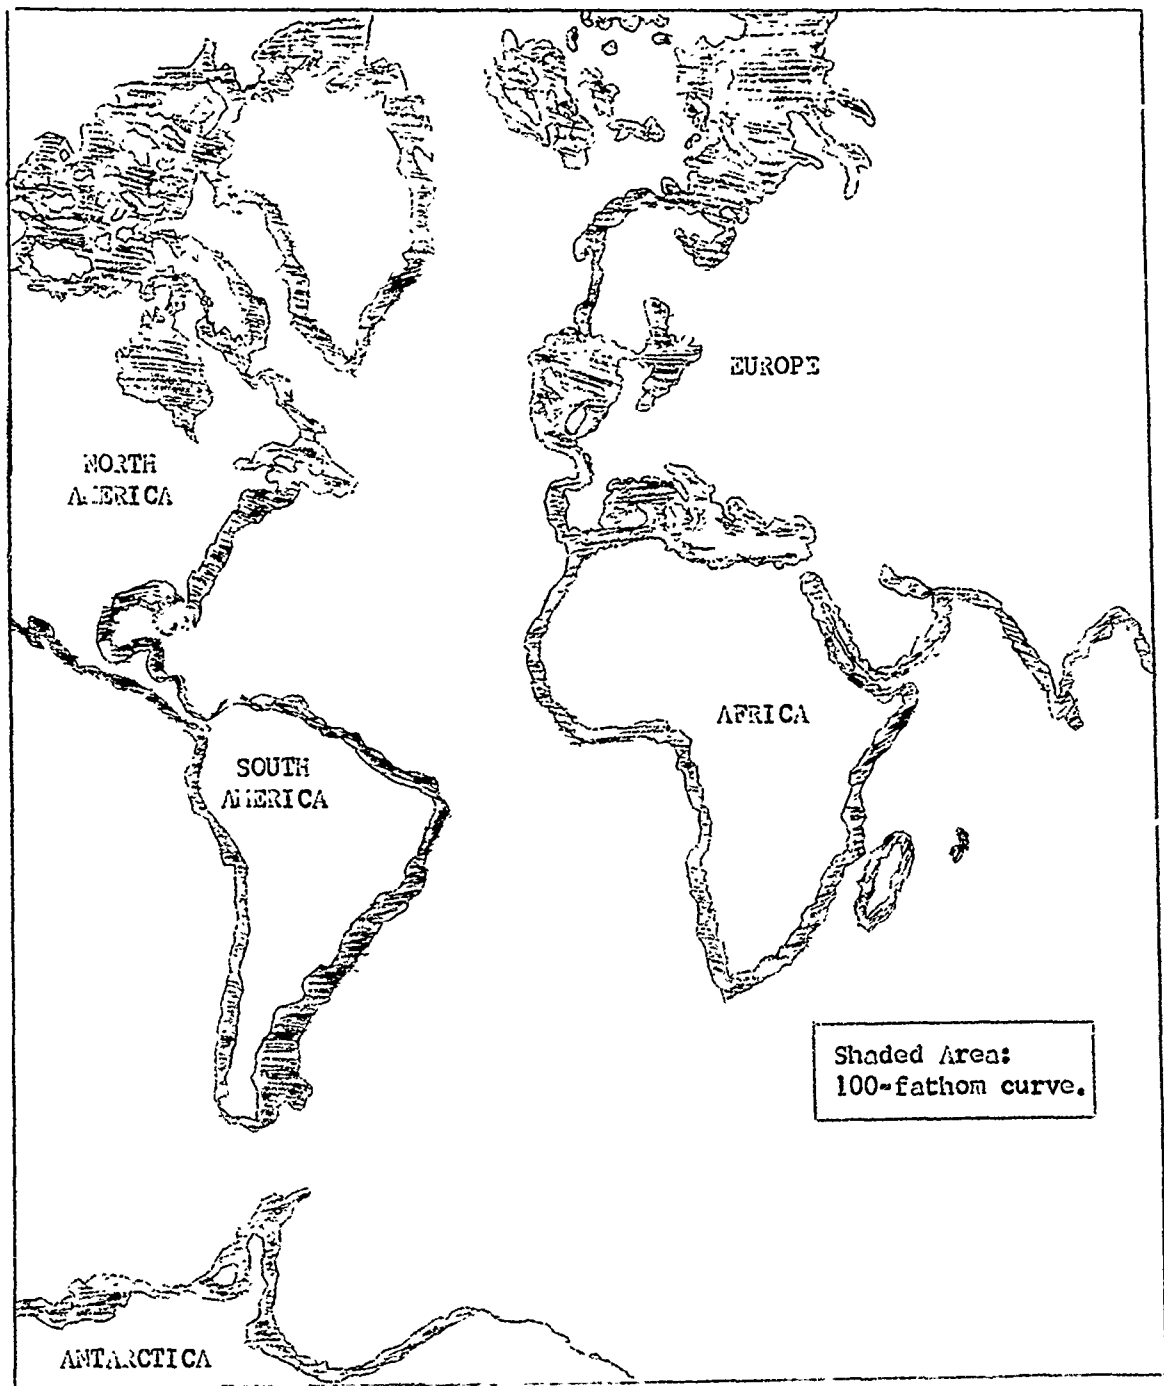 EUROPE
NORTH
AMERICA
AFRICA
SOUTH
AMERICA
Shaded Area:
100-fathom curve.
ANTARCTICA